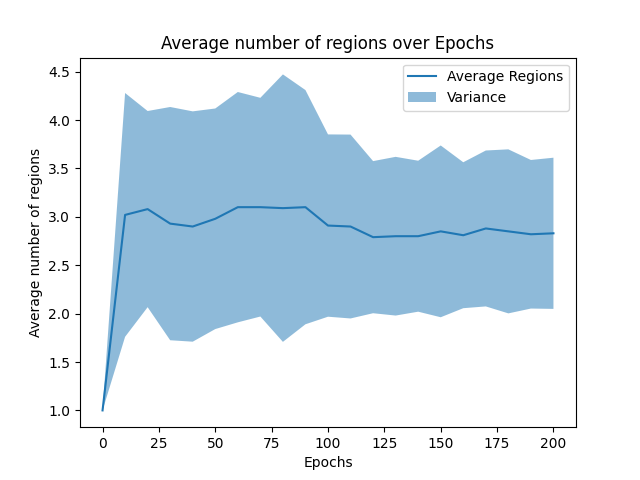 Average number of regions over Epochs
Average number of regions
4.5
4.0
3.5
3.0
2.5
2.0
1.5
1.0
Average Regions
Variance
0 25 50 75 100 125 150 175 200
Epochs